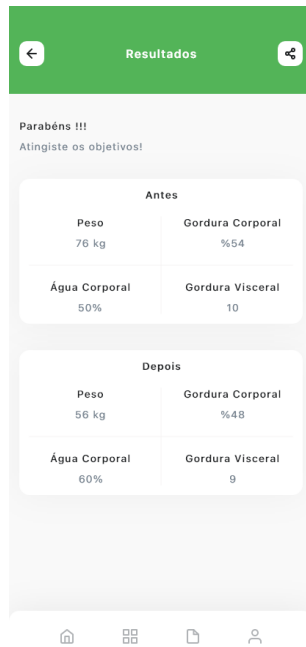 Resultados
Parabéns !!!
Atingiste os objetivos!
Antes
Peso
Gordura Corporal
76 kg
%54
Água Corporal
Gordura Visceral
50%
10
Depois
Peso
Gordura Corporal
56 kg
%48
Água Corporal
Gordura Visceral
60%
9